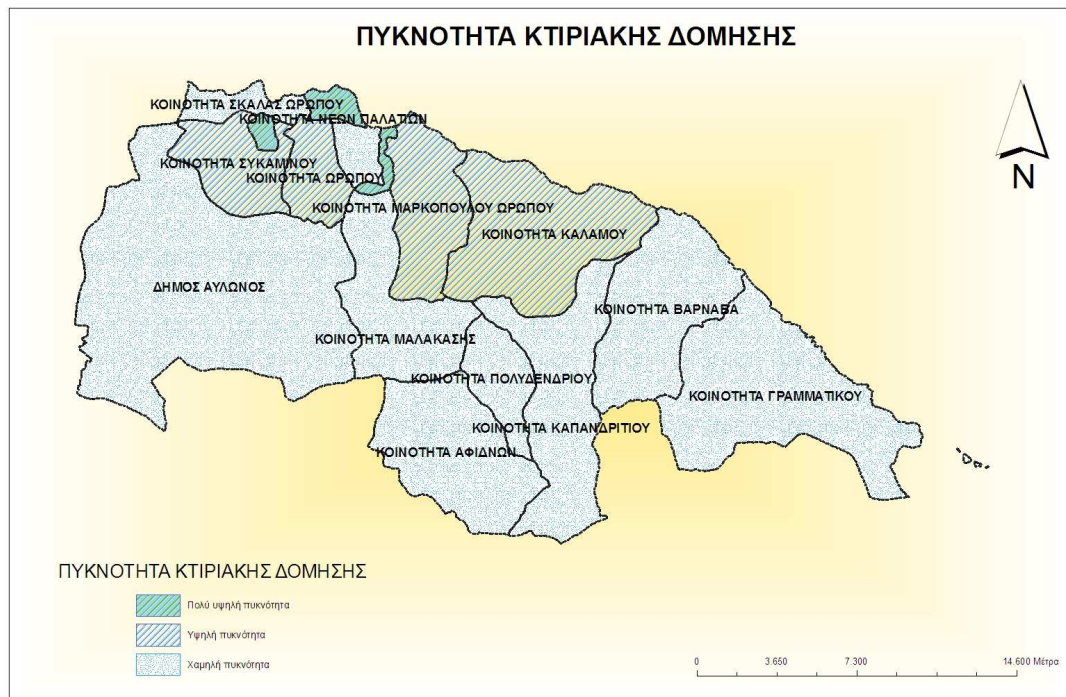 ΠΥΚΝΟΤΗΤΑ ΚΤΙΡΙΑΚΗΣ ΔΟΜΗΣΗΣ
ΚΟΙΝΟΤΗΤΑ ΣΚΑΛΑΣ ΩΡΩΠΟΥ
ΚΟΙΝΟΤΗΤΑ ΝΕΩΝ ΠΑΛΑΤΙΩΝ
ΚΟΙΝΟΤΗΤΑ ΣΥΚΑΜΙΝΟΥ
ΚΟΙΝΟΤΗΤΑ ΩΡΩΠΟΥ
ΚΟΙΝΟΤΗΤΑ ΜΑΡΚΟΠΟΥΛΟΥ ΩΡΩΠΟΥ
ΚΟΙΝΟΤΗΤΑ ΚΑΛΑΜΟΥ
ΔΗΜΟΣ ΑΥΛΩΝΟΣ
ΚΟΙΝΟΤΗΤΑ ΒΑΡΝΑΒΑ
ΚΟΙΝΟΤΗΤΑ ΜΑΛΑΚΑΣΗΣ
ΚΟΙΝΟΤΗΤΑ ΠΟΛΥΔΕΝΔΡΙΟΥ
ΚΟΙΝΟΤΗΤΑ ΓΡΑΜΜΑΤΙΚΟΥ
ΚΟΙΝΟΤΗΤΑ ΚΑΠΑΝΔΡΙΤΙΟΥ
ΚΟΙΝΟΤΗΤΑ ΑΦΙΔΝΩΝ
N
ΠΥΚΝΟΤΗΤΑ ΚΤΙΡΙΑΚΗΣ ΔΟΜΗΣΗΣ
Πολύ υψηλή πυκνότητα
Υψηλή πυκνότητα
Χαμηλή πυκνότητα
0 3.650 7.300 14.600 Μέτρα